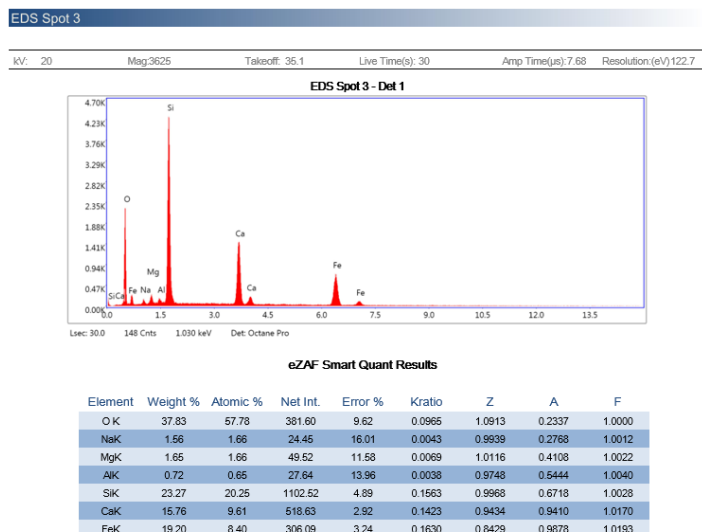 EDS Spot 3
kV: 20 Mag:3625 Takeoff: 35.1 Live Time(s): 30 Amp Time(µs):7.68 Resolution:(eV)122.7
EDS Spot 3 - Det 1
4.70K
4.23K
3.76K
3.29K
2.82K
2.35K
1.88K
1.41K
0.94K
0.47K
0.00K
Si
O
Ca
Fe
Mg
Ca
Fe
Na
Al
Fe
Si
Ca
0.0 1.5 3.0 4.5 6.0 7.5 9.0 10.5 12.0 13.5
Lsec: 30.0 148 Cnts 1.030 keV Det: Octane Pro
eZAF Smart Quant Results
Element Weight % Atomic % Net Int. Error % Kratio Z A F
O K 37.83 57.78 381.60 9.62 0.0965 1.0913 0.2337 1.0000
NaK 1.56 1.66 24.45 16.01 0.0043 0.9939 0.2768 1.0012
MgK 1.65 1.66 49.52 11.58 0.0069 1.0116 0.4108 1.0022
AlK 0.72 0.65 27.64 13.96 0.0038 0.9748 0.5444 1.0040
SiK 23.27 20.25 1102.52 4.89 0.1563 0.9968 0.6718 1.0028
CaK 15.76 9.61 518.63 2.92 0.1423 0.9434 0.9410 1.0170
FeK 19.20 8.40 306.09 3.24 0.1630 0.8429 0.9878 1.0193